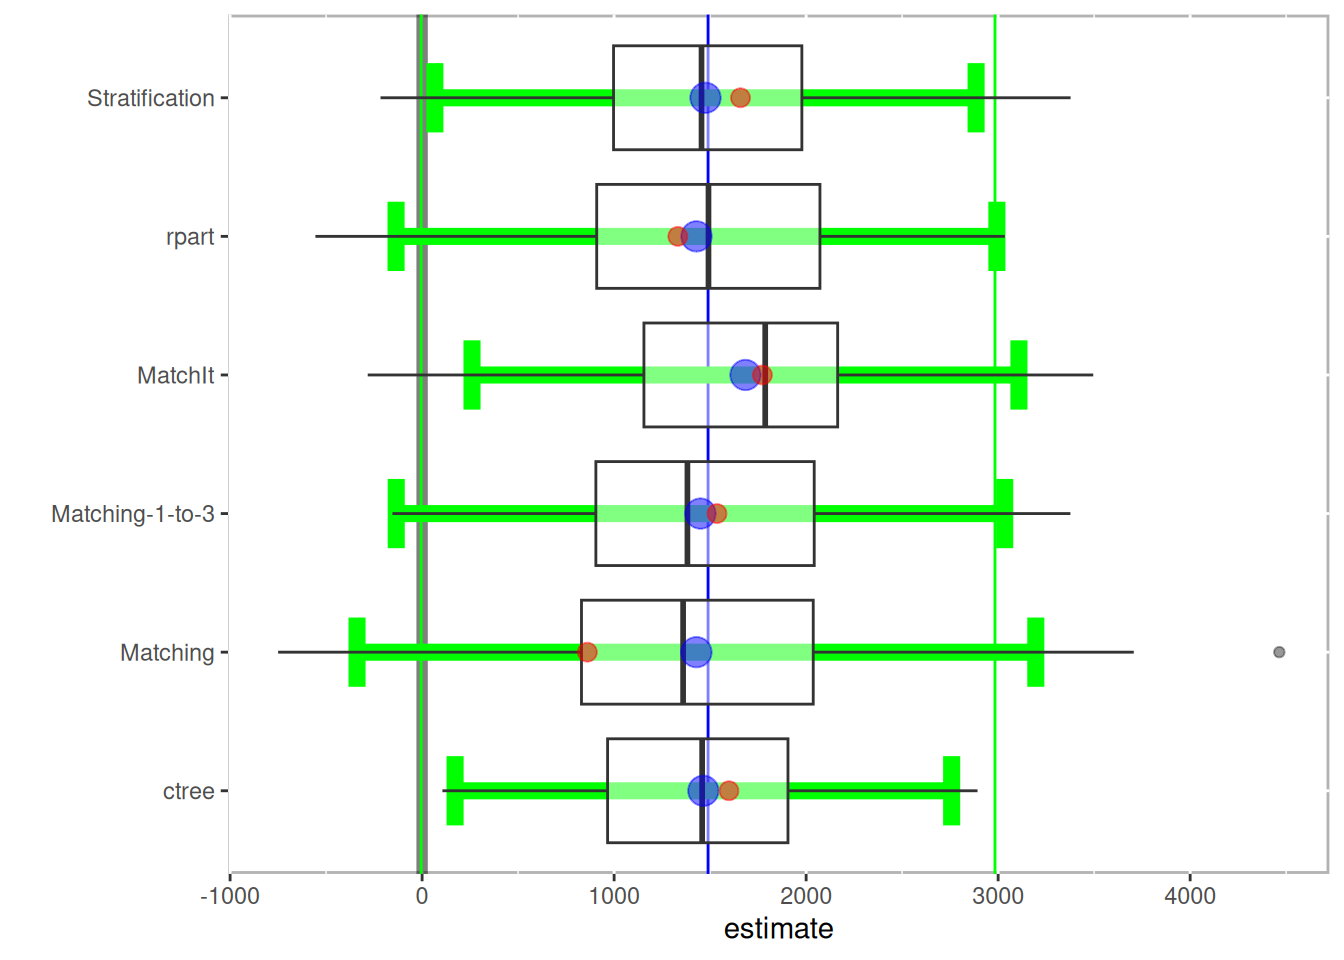 Stratification
rpart
MatchIt
Matching-1-to-3
Matching
ctree
-1000 0 1000 2000 3000 4000
estimate